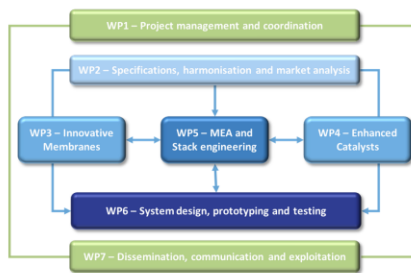 WP1 – Project management and coordination
WP2 – Specifications, harmonisation and market analysis
WP3 – Innovative
Membranes
WP5 – MEA and
Stack engineering
WP4 – Enhanced
Catalysts
WP6 – System design, prototyping and testing
WP7 – Dissemination, communication and exploitation